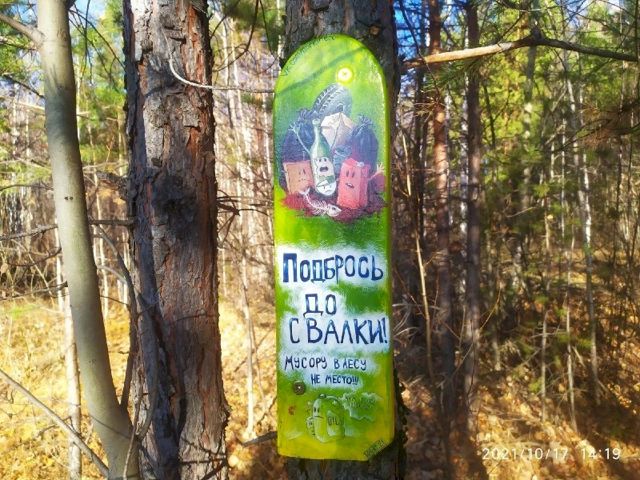 ПОДБРОСЬ
ДО
СВАЛКИ!
МУСОРУ В ЛЕСУ
НЕ МЕСТО!!!
2021/10/17 14:19